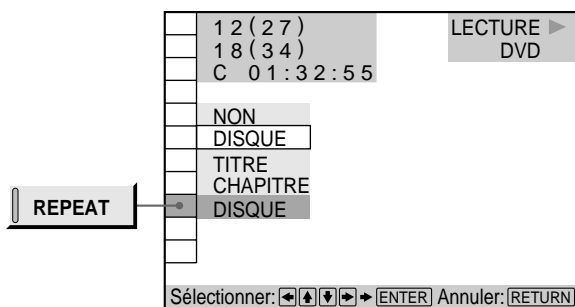 12(27)
18(34)
C 01:32:55
LECTURE
DVD
NON
DISQUE
TITRE
CHAPITRE
DISQUE
REPEAT
Sélectionner: ENTER Annuler: RETURN